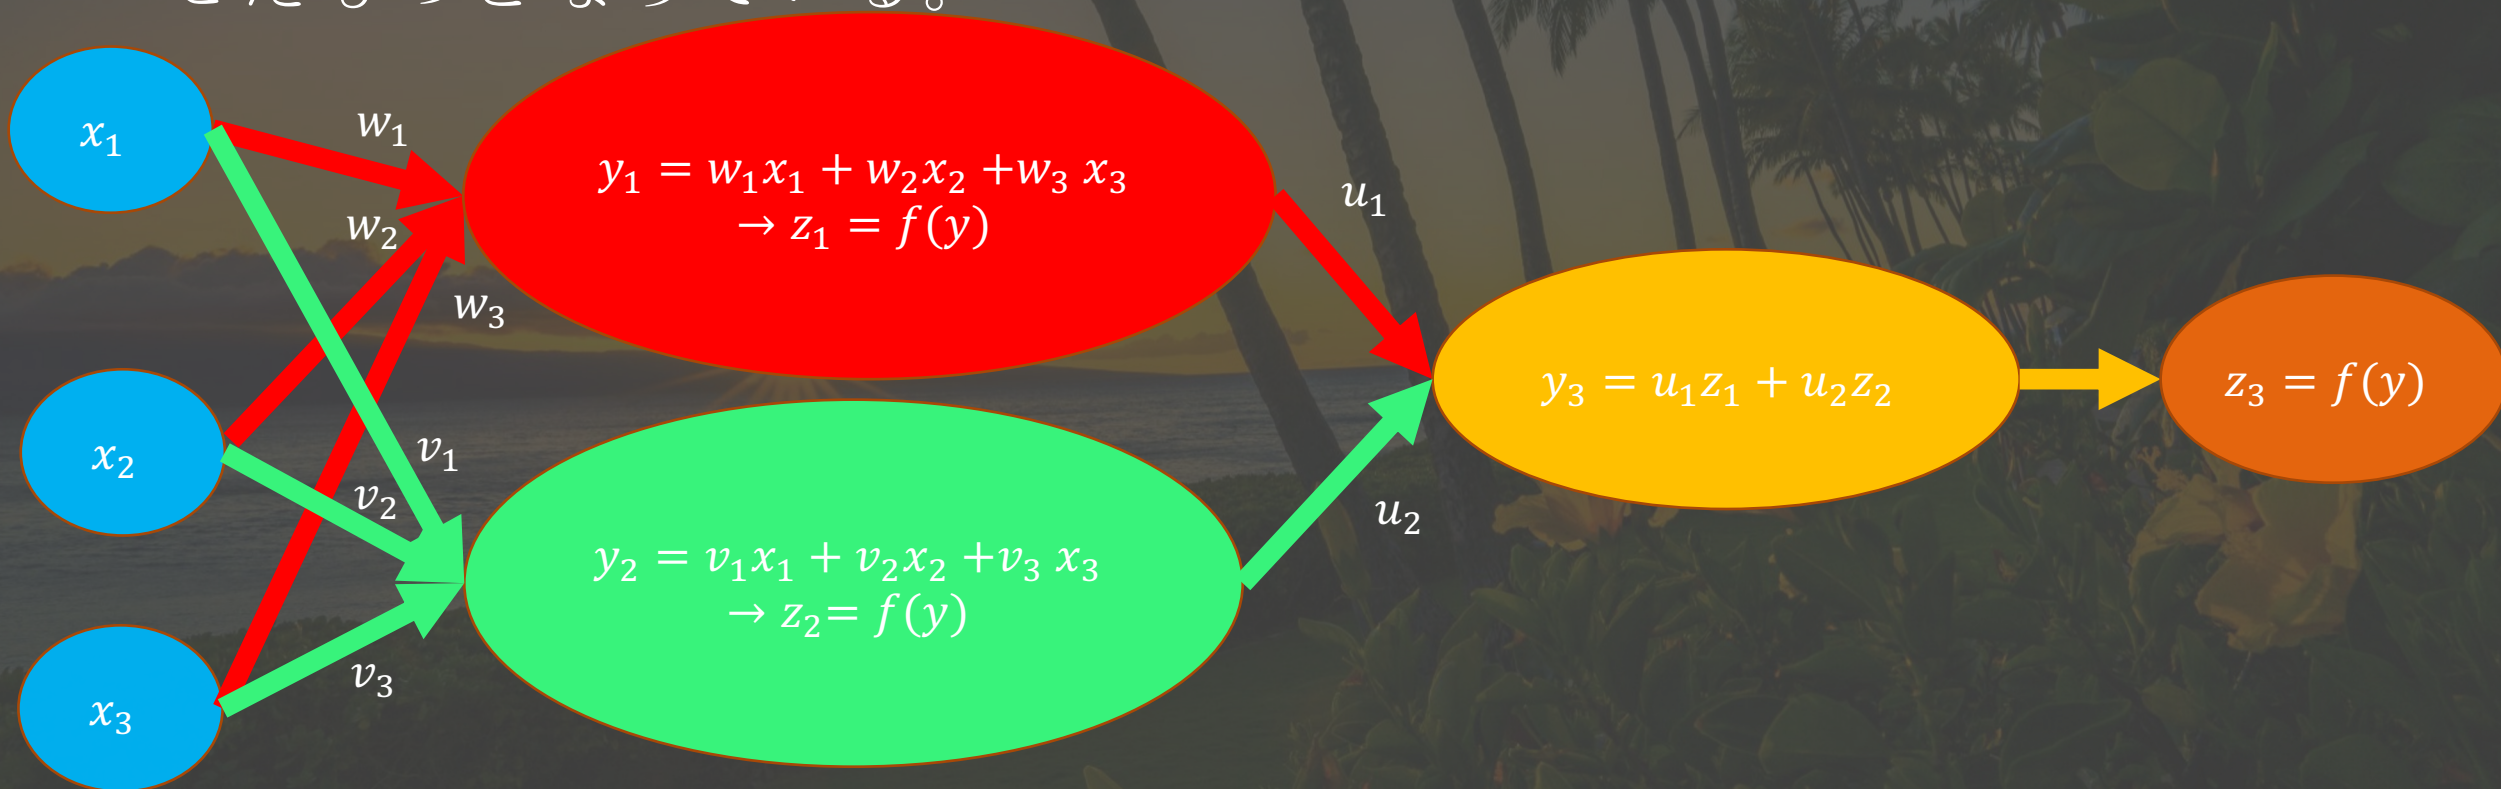 x₁
w₁
y₁ = w₁x₁ + w₂x₂ +w₃ x₃
→ z₁ = f(y)
w₂
w₃
u₁
x₂
v₁
v₂
y₂ = v₁x₁ + v₂x₂ +v₃ x₃
→ z₂= f(y)
x₃
v₃
u₂
y₃ = u₁z₁ + u₂z₂
z₃ = f(y)